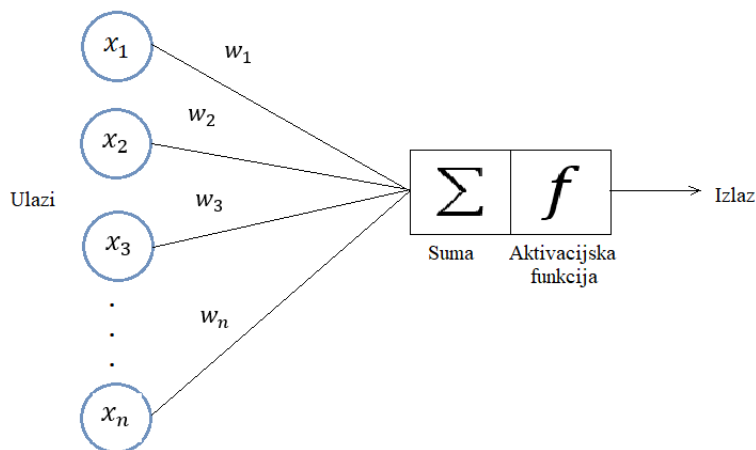 x₁
w₁
x₂
w₂
Ulazi
x₃
w₃
.
.
.
wₙ
xₙ
∑ f
Suma
Aktivacijska
funkcija
Izlaz